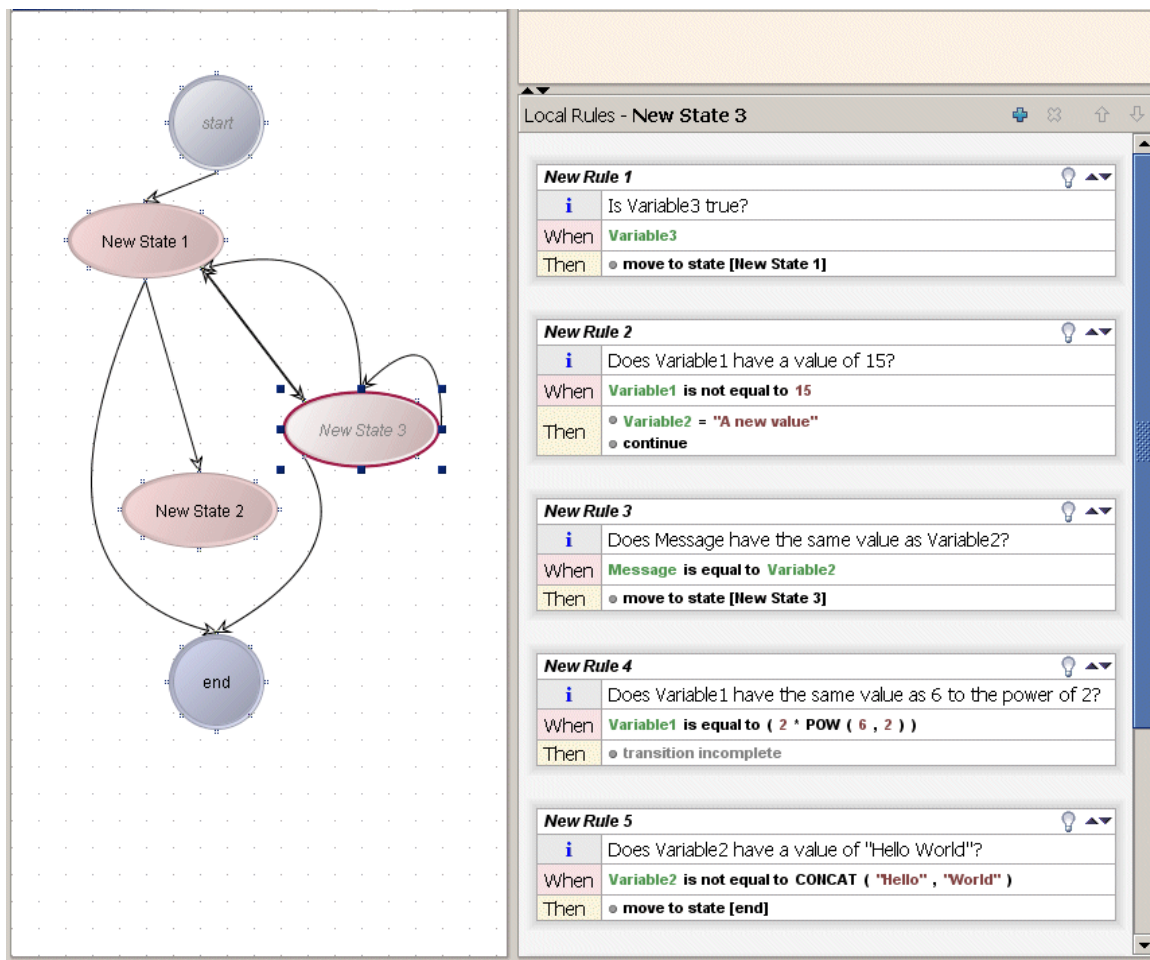 start
New State 1
New State 3
New State 2
end
Local Rules - New State 3
New Rule 1
i Is Variable3 true?
When Variable3
Then move to state [New State 1]
New Rule 2
i Does Variable1 have a value of 15?
When Variable1 is not equal to 15
Then Variable2 = "A new value"
continue
New Rule 3
i Does Message have the same value as Variable2?
When Message is equal to Variable2
Then move to state [New State 3]
New Rule 4
i Does Variable1 have the same value as 6 to the power of 2?
When Variable1 is equal to ( 2 * POW ( 6 , 2 ) )
Then transition incomplete
New Rule 5
i Does Variable2 have a value of "Hello World"?
When Variable2 is not equal to CONCAT ( "Hello" , "World" )
Then move to state [end]